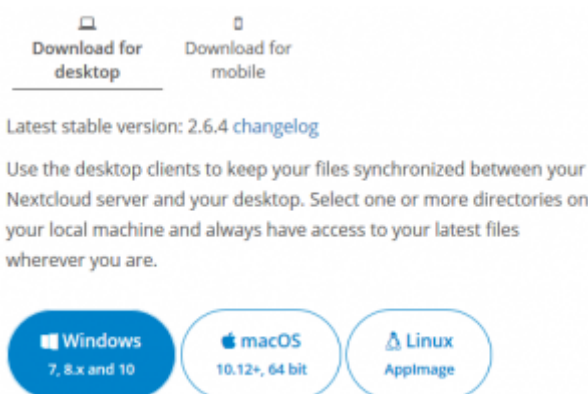 Download for desktop
Download for mobile
Latest stable version: 2.6.4 changelog
Use the desktop clients to keep your files synchronized between your
Nextcloud server and your desktop. Select one or more directories on
your local machine and always have access to your latest files
wherever you are.
Windows
7, 8.x and 10
macOS
10.12+, 64 bit
Linux
AppImage